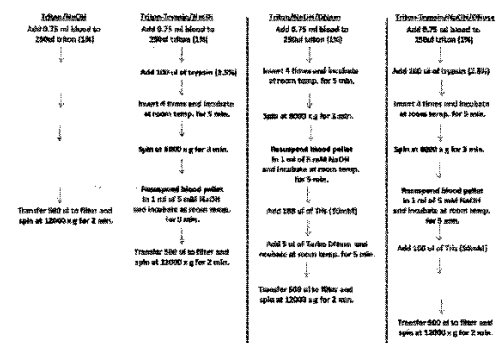 Triton/NaOH
Add 0.75 ml blood to
250ul triton (1%)
Transfer 500 ul to filter and
spin at 12000 x g for 2 min.
Triton-Trypsin/NaOH
Add 0.75 ml blood to
250ul triton (1%)
Add 100 ul of trypsin (2.5%)
Insert 4 times and incubate
at room temp. for 5 min.
Spin at 8000 x g for 3 min.
Resuspend blood pellet
in 1 ml of 5 mM NaOH
and incubate at room temp.
for 5 min.
Transfer 500 ul to filter and
spin at 12000 x g for 2 min.
Triton/NaOH/DNase
Add 0.75 ml blood to
250ul triton (1%)
Insert 4 times and incubate
at room temp. for 5 min.
Spin at 8000 x g for 3 min.
Resuspend blood pellet
in 1 ml of 5 mM NaOH
and incubate at room temp.
for 5 min.
Add 100 ul of Tris (50mM)
Add 5 ul of Turbo DNase and
incubate at room temp. for 5 min.
Transfer 500 ul to filter and
spin at 12000 x g for 2 min.
Triton-Trypsin/NaOH/DNase
Add 0.75 ml blood to
250ul triton (1%)
Add 100 ul of trypsin (2.5%)
Insert 4 times and incubate
at room temp. for 5 min.
Spin at 8000 x g for 3 min.
Resuspend blood pellet
in 1 ml of 5 mM NaOH
and incubate at room temp.
for 5 min.
Add 100 ul of Tris (50mM)
Transfer 500 ul to filter and
spin at 12000 x g for 2 min.